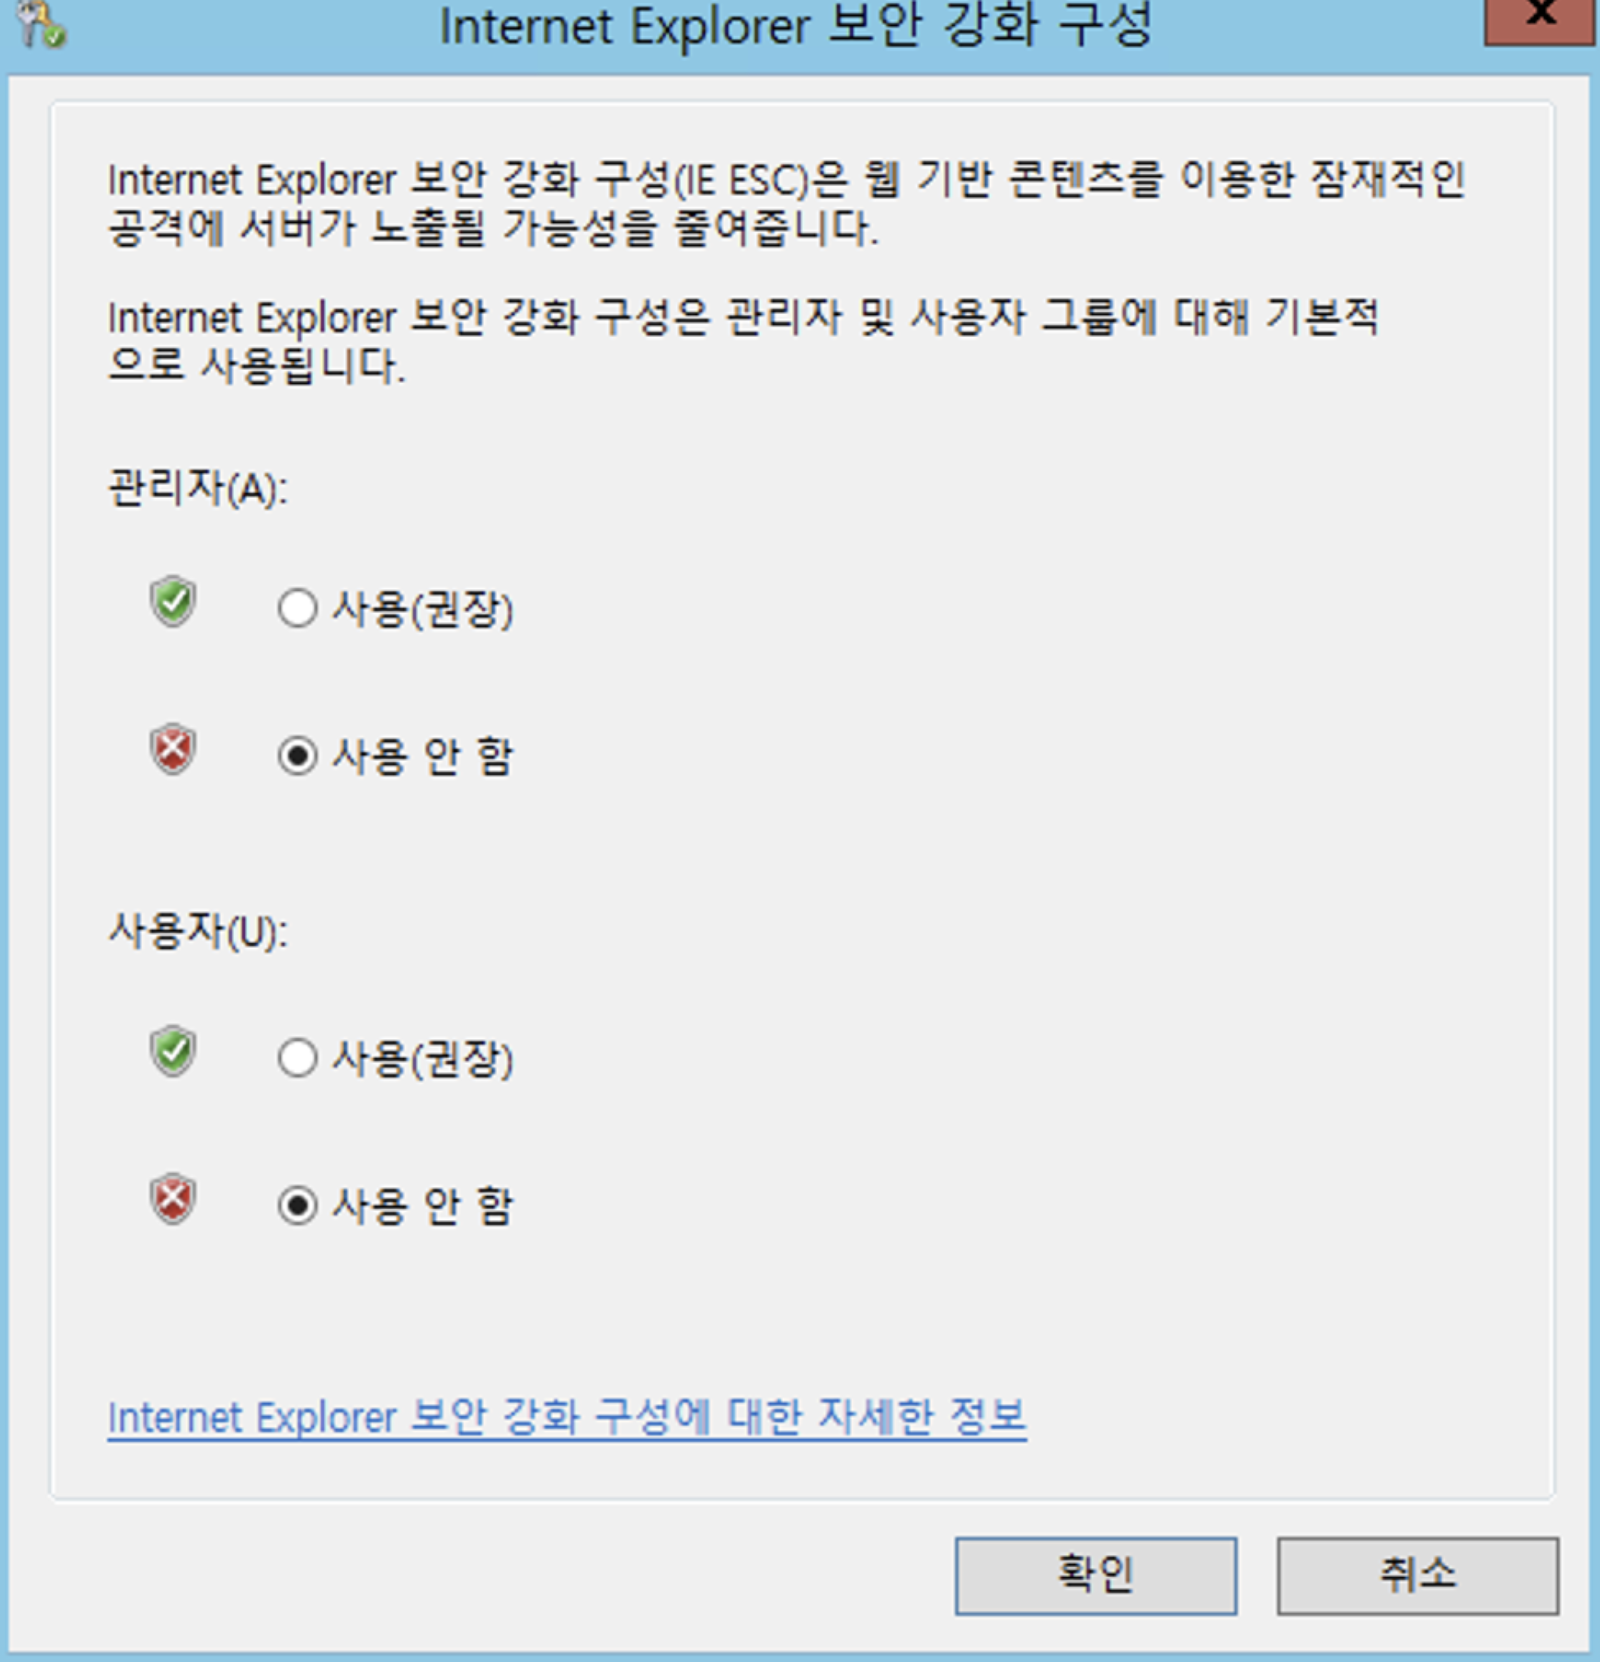 Internet Explorer 보안 강화 구성
Internet Explorer 보안 강화 구성(IE ESC)은 웹 기반 콘텐츠를 이용한 잠재적인
공격에 서버가 노출될 가능성을 줄여줍니다.
Internet Explorer 보안 강화 구성은 관리자 및 사용자 그룹에 대해 기본적
으로 사용됩니다.
관리자(A):
사용(권장)
사용 안 함
사용자(U):
사용(권장)
사용 안 함
Internet Explorer 보안 강화 구성에 대한 자세한 정보
확인 취소